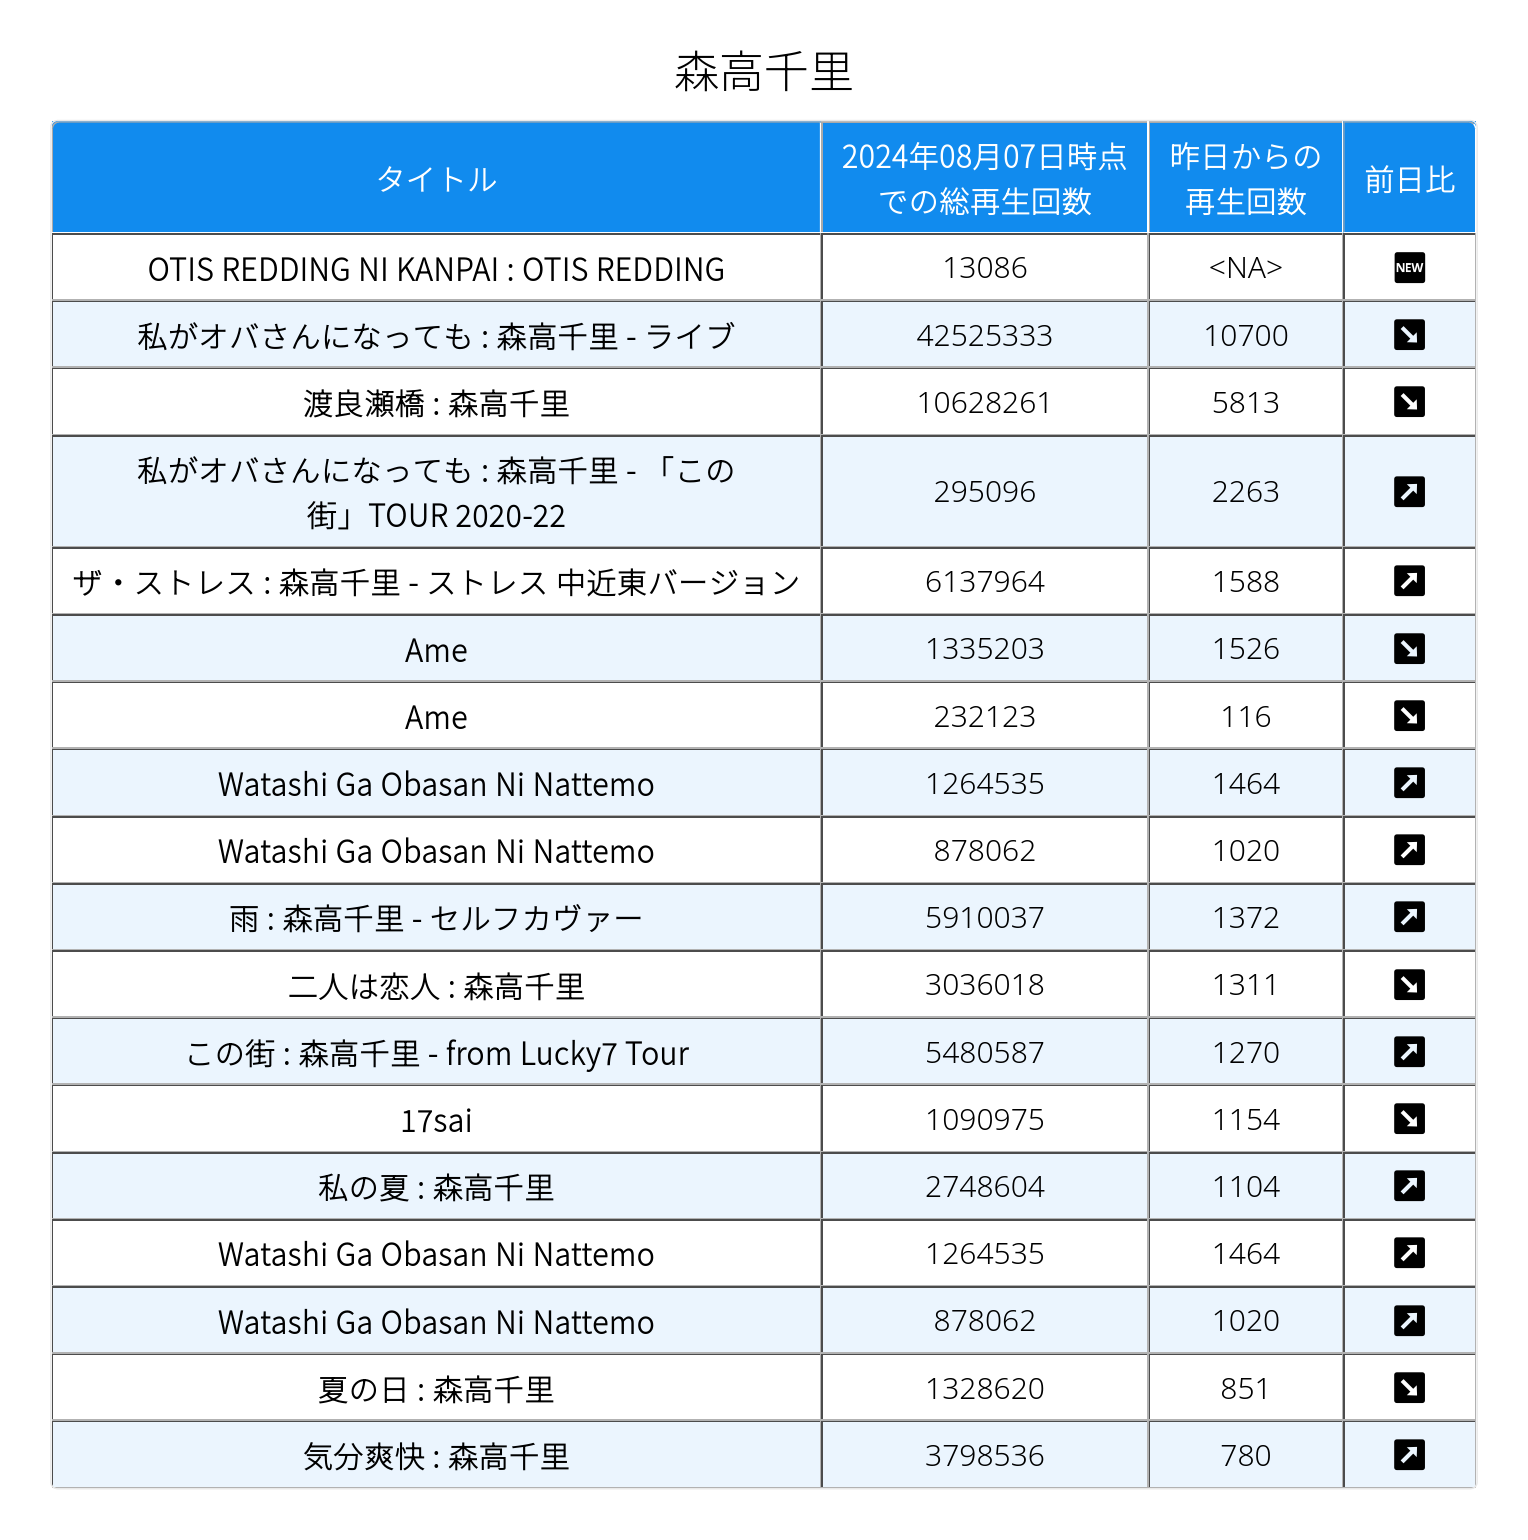 森高千里
タイトル
2024年08月07日時点
での総再生回数
昨日からの
再生回数
前日比
OTIS REDDING NI KANPAI : OTIS REDDING 13086 <NA> NEW
私がオバさんになっても : 森高千里 - ライブ 42525333 10700
渡良瀬橋 : 森高千里 10628261 5813
私がオバさんになっても : 森高千里 - 「この
街」TOUR 2020-22 295096 2263
ザ・ストレス : 森高千里 - ストレス 中近東バージョン 6137964 1588
Ame 1335203 1526
Ame 232123 116
Watashi Ga Obasan Ni Nattemo 1264535 1464
Watashi Ga Obasan Ni Nattemo 878062 1020
雨 : 森高千里 - セルフカヴァー 5910037 1372
二人は恋人 : 森高千里 3036018 1311
この街 : 森高千里 - from Lucky7 Tour 5480587 1270
17sai 1090975 1154
私の夏 : 森高千里 2748604 1104
Watashi Ga Obasan Ni Nattemo 1264535 1464
Watashi Ga Obasan Ni Nattemo 878062 1020
夏の日 : 森高千里 1328620 851
気分爽快 : 森高千里 3798536 780